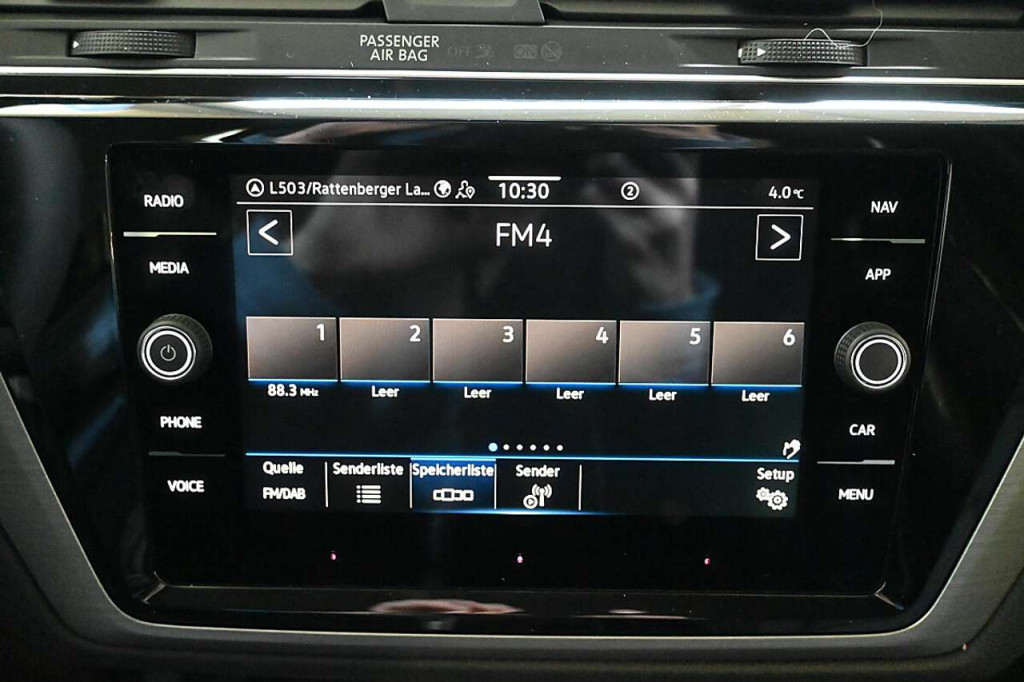 PASSENGER
AIR BAG
OFF
ON
RADIO
MEDIA
PHONE
VOICE
L503/Rattenberger La...
10:30
2
4.0°C
FM4
1 2 3 4 5 6
88.3 MHz Leer Leer Leer Leer Leer
Quelle Senderliste Speicherliste Sender Setup
FM/DAB
NAV
APP
CAR
MENU